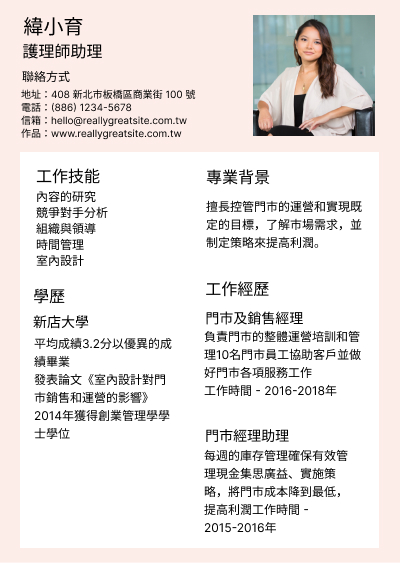 緯小育
護理師助理
聯絡方式
地址：408 新北市板橋區商業街 100 號
電話：(886) 1234-5678
信箱：hello@reallygreatsite.com.tw
作品：www.reallygreatsite.com.tw
工作技能
內容的研究
競爭對手分析
組織與領導
時間管理
室內設計
學歷
新店大學
平均成績3.2分以優異的成
績畢業
發表論文《室內設計對門
市銷售和運營的影響》
2014年獲得創業管理學學
士學位
專業背景
擅長控管門市的運營和實現既
定的目標，了解市場需求，並
制定策略來提高利潤。
工作經歷
門市及銷售經理
負責門市的整體運營培訓和管
理10名門市員工協助客戶並做
好門市各項服務工作
工作時間 - 2016-2018年
門市經理助理
每週的庫存管理確保有效管
理現金集思廣益、實施策
略，將門市成本降到最低，
提高利潤工作時間 -
2015-2016年